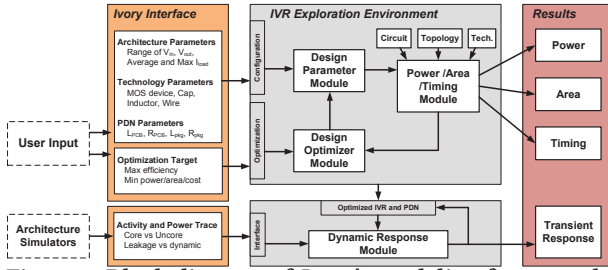 Ivory Interface
IVR Exploration Environment
Results
Architecture Parameters
Range of Vin, Vout,
Average and Max Iload
Technology Parameters
MOS device, Cap,
Inductor, Wire
PDN Parameters
LPCB, RPCB, Lpkg, Rpkg
User Input
Optimization Target
Max efficiency
Min power/area/cost
Configuration
Optimization
Design
Parameter
Module
Design
Optimizer
Module
Circuit
Topology
Tech.
Power /Area
/Timing
Module
Power
Area
Timing
Architecture
Simulators
Activity and Power Trace
Core vs Uncore
Leakage vs dynamic
Interface
Optimized IVR and PDN
Dynamic Response
Module
Transient
Response